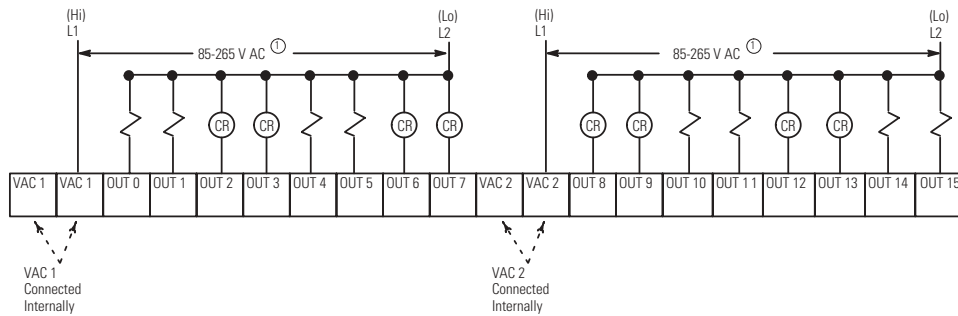 (Hi) (Lo) (Hi) (Lo)
L1 L2 L1 L2
85-265 V AC ① 85-265 V AC ①
CR CR CR CR CR CR CR CR
VAC 1 VAC 1 OUT 0 OUT 1 OUT 2 OUT 3 OUT 4 OUT 5 OUT 6 OUT 7 VAC 2 VAC 2 OUT 8 OUT 9 OUT 10 OUT 11 OUT 12 OUT 13 OUT 14 OUT 15
VAC 1 VAC 2
Connected Connected
Internally Internally